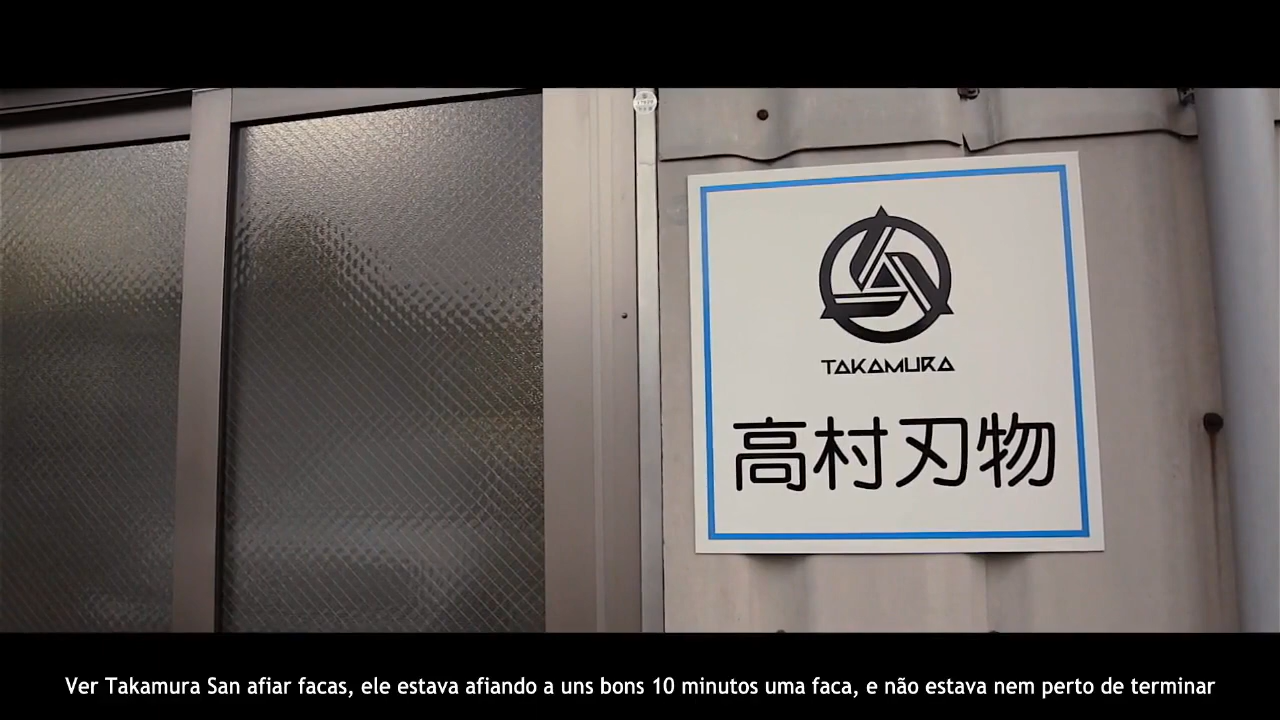 TAKAMURA
高村刃物
Ver Takamura San afiar facas, ele estava afiando a uns bons 10 minutos uma faca, e não estava nem perto de terminar